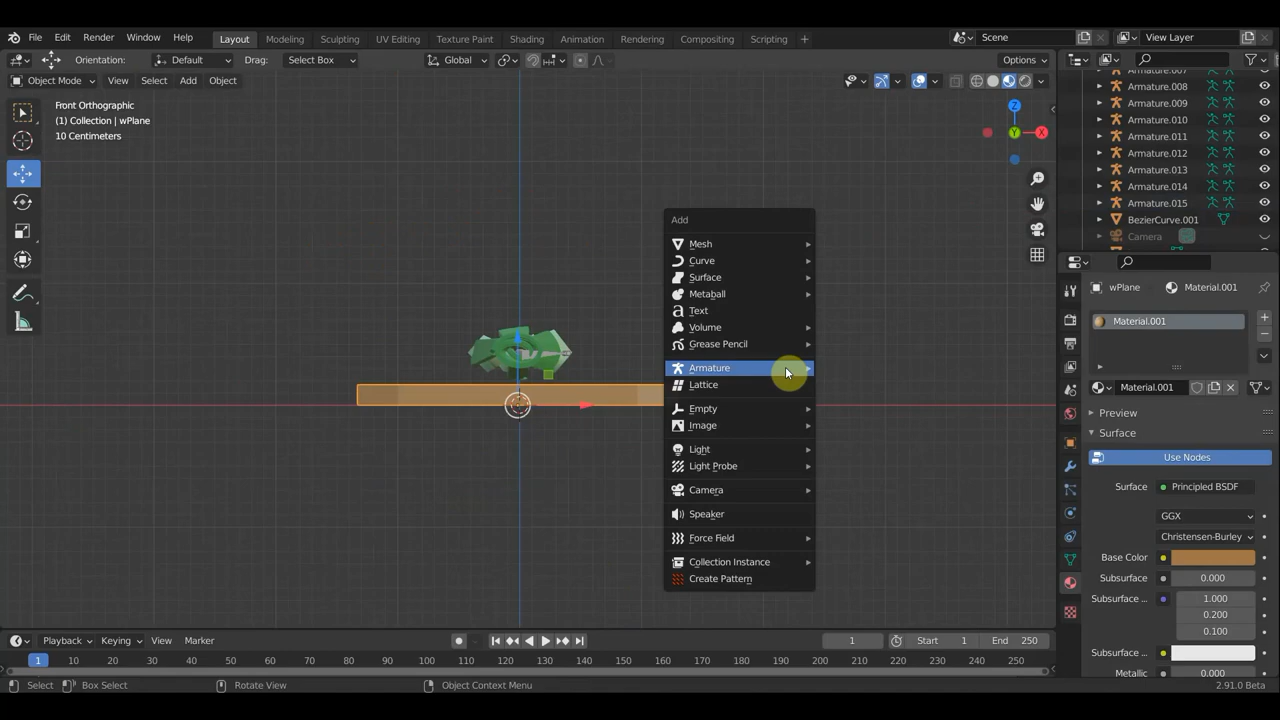 File Edit Render Window Help Layout Modeling Sculpting UV Editing Texture Paint Shading Animation Rendering Compositing Scripting + Scene View Layer
Orientation: Default Drag: Select Box Global Options
Object Mode View Select Add Object
Front Orthographic
(1) Collection | wPlane
10 Centimeters
Z
Y
X
Armature.008
Armature.009
Armature.010
Armature.011
Armature.012
Armature.013
Armature.014
Armature.015
BezierCurve.001
Camera
Add
Mesh
Curve
Surface
Metaball
Text
Volume
Grease Pencil
Armature
Lattice
Empty
Image
Light
Light Probe
Camera
Speaker
Force Field
Collection Instance
Create Pattern
wPlane Material.001
Material.001
Material.001
Preview
Surface
Use Nodes
Surface Principled BSDF
GGX
Christensen-Burley
Base Color
Subsurface 0.000
Subsurface ... 1.000
0.200
0.100
Subsurface ...
Metallic 0.000
Playback Keying View Marker 1 Start 1 End 250
1 10 20 30 40 50 60 70 80 90 100 110 120 130 140 150 160 170 180 190 200 210 220 230 240 250
Select Box Select Rotate View Object Context Menu 2.91.0 Beta